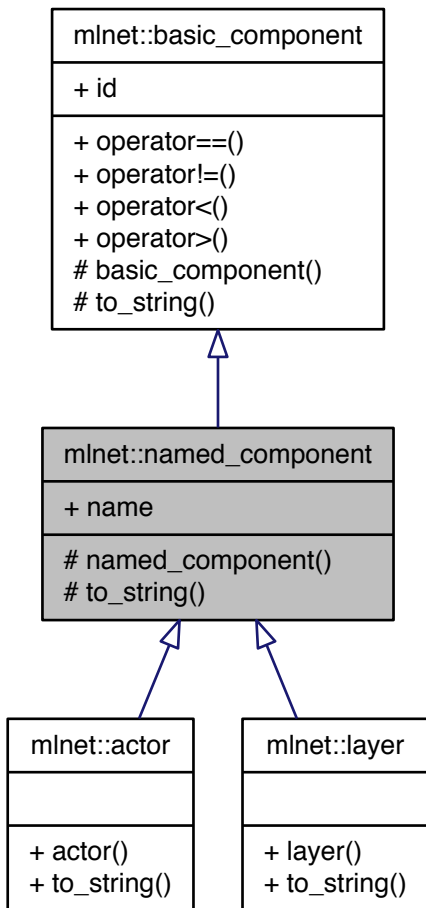 mlnet::basic_component
+ id
+ operator==()
+ operator!=()
+ operator<()
+ operator>()
# basic_component()
# to_string()
mlnet::named_component
+ name
# named_component()
# to_string()
mlnet::actor
+ actor()
+ to_string()
mlnet::layer
+ layer()
+ to_string()